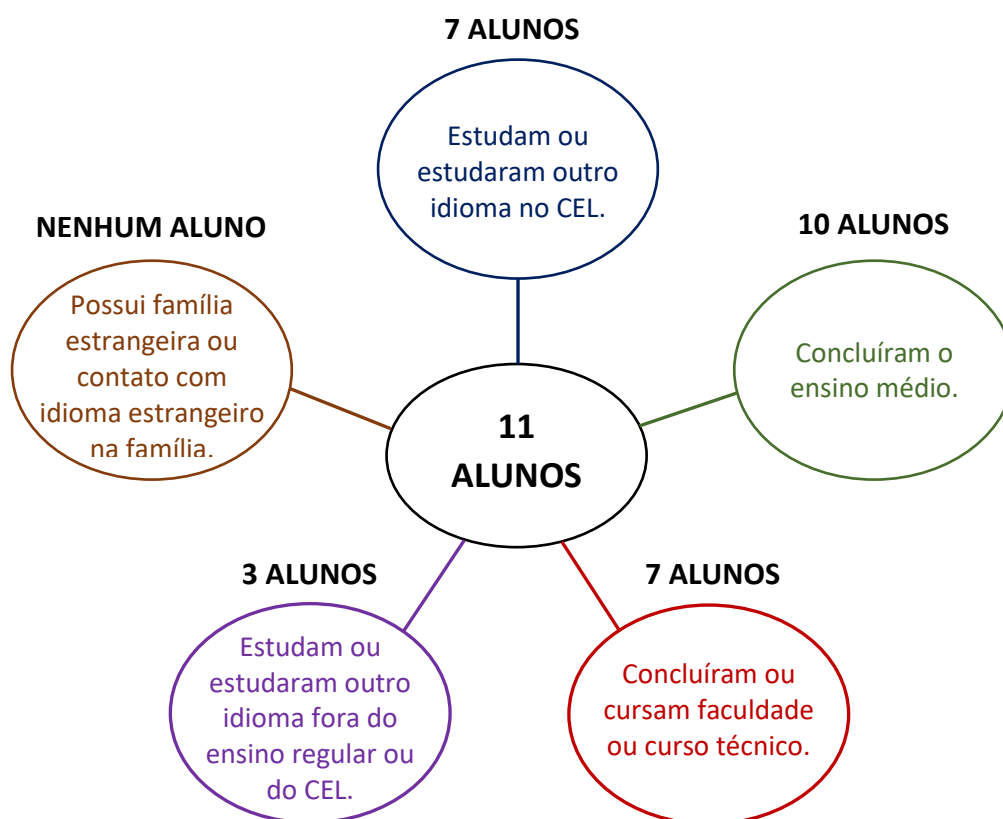 7 ALUNOS
Estudam ou
estudaram outro
idioma no CEL.
NENHUM ALUNO
Possui família
estrangeira ou
contato com
idioma estrangeiro
na família.
10 ALUNOS
Concluíram o
ensino médio.
11
ALUNOS
3 ALUNOS
Estudam ou
estudaram outro
idioma fora do
ensino regular ou
do CEL.
7 ALUNOS
Concluíram ou
cursam faculdade
ou curso técnico.